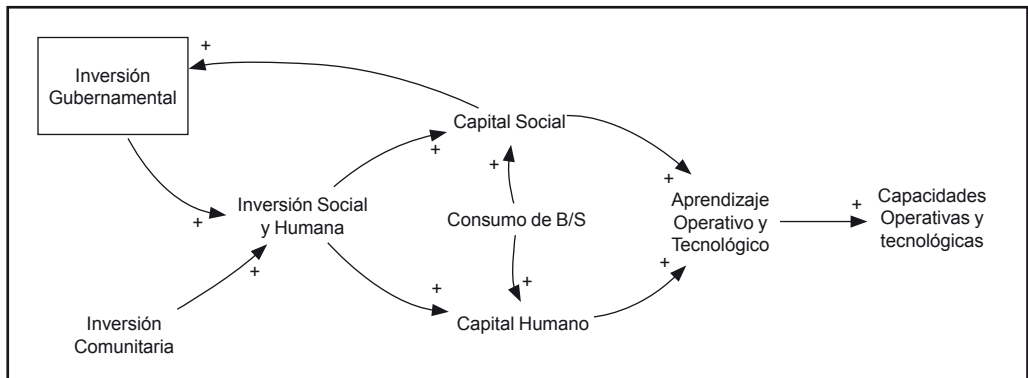 +
Inversión
Gubernamental
Capital Social
+
+
+
+
Inversión Social
y Humana
Consumo de B/S
Aprendizaje
Operativo y
Tecnológico
+
Capacidades
Operativas y
tecnológicas
+
+
+
+
Inversión
Comunitaria
Capital Humano